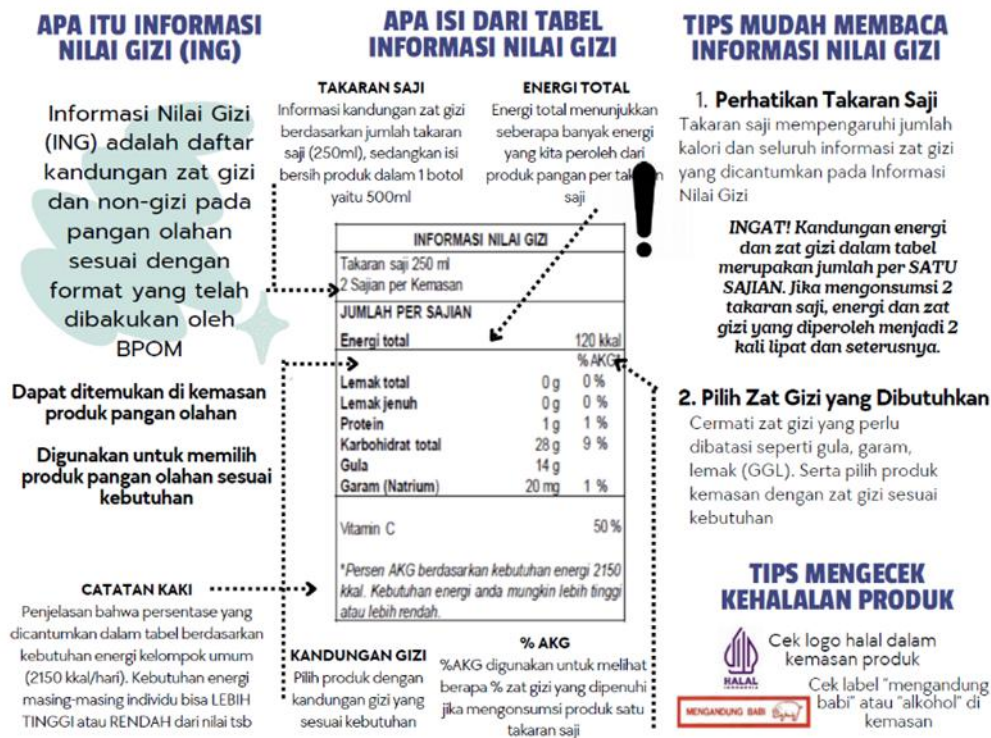 APA ITU INFORMASI
NILAI GIZI (ING)
Informasi Nilai Gizi
(ING) adalah daftar
kandungan zat gizi
dan non-gizi pada
pangan olahan
sesuai dengan
format yang telah
dibakukan oleh
BPOM
Dapat ditemukan di kemasan
produk pangan olahan
Digunakan untuk memilih
produk pangan olahan sesuai
kebutuhan
CATATAN KAKI
Penjelasan bahwa persentase yang
dicantumkan dalam tabel berdasarkan
kebutuhan energi kelompok umum
(2150 kkal/hari). Kebutuhan energi
masing-masing individu bisa LEBIH
TINGGI atau RENDAH dari nilai tsb
APA ISI DARI TABEL
INFORMASI NILAI GIZI
TAKARAN SAJI
Informasi kandungan zat gizi
berdasarkan jumlah takaran
saji (250ml), sedangkan isi
bersih produk dalam 1 botol
yaitu 500ml
ENERGI TOTAL
Energi total menunjukkan
seberapa banyak energi
yang kita peroleh dari
produk pangan per takaran
saji
!
INFORMASI NILAI GIZI
Takaran saji 250 ml
2 Sajian per Kemasan
JUMLAH PER SAJIAN
Energi total 120 kkal
% AKG*
Lemak total 0 g 0 %
Lemak jenuh 0 g 0 %
Protein 1 g 1 %
Karbohidrat total 28 g 9 %
Gula 14 g
Garam (Natrium) 20 mg 1 %
Vitamin C 50 %
*Persen AKG berdasarkan kebutuhan energi 2150
kkal. Kebutuhan energi anda mungkin lebih tinggi
atau lebih rendah.
KANDUNGAN GIZI
Pilih produk dengan
kandungan gizi yang
sesuai kebutuhan
% AKG
%AKG digunakan untuk melihat
berapa % zat gizi yang dipenuhi
jika mengonsumsi produk satu
takaran saji
TIPS MUDAH MEMBACA
INFORMASI NILAI GIZI
1. Perhatikan Takaran Saji
Takaran saji mempengaruhi jumlah
kalori dan seluruh informasi zat gizi
yang dicantumkan pada Informasi
Nilai Gizi
INGAT! Kandungan energi
dan zat gizi dalam tabel
merupakan jumlah per SATU
SAJIAN. Jika mengonsumsi 2
takaran saji, energi dan zat
gizi yang diperoleh menjadi 2
kali lipat dan seterusnya.
2. Pilih Zat Gizi yang Dibutuhkan
Cermati zat gizi yang perlu
dibatasi seperti gula, garam,
lemak (GGL). Serta pilih produk
kemasan dengan zat gizi sesuai
kebutuhan
TIPS MENGECEK
KEHALALAN PRODUK
HALAL
INDONESIA
Cek logo halal dalam
kemasan produk
MENGANDUNG BABI
Cek label "mengandung
babi" atau "alkohol" di
kemasan